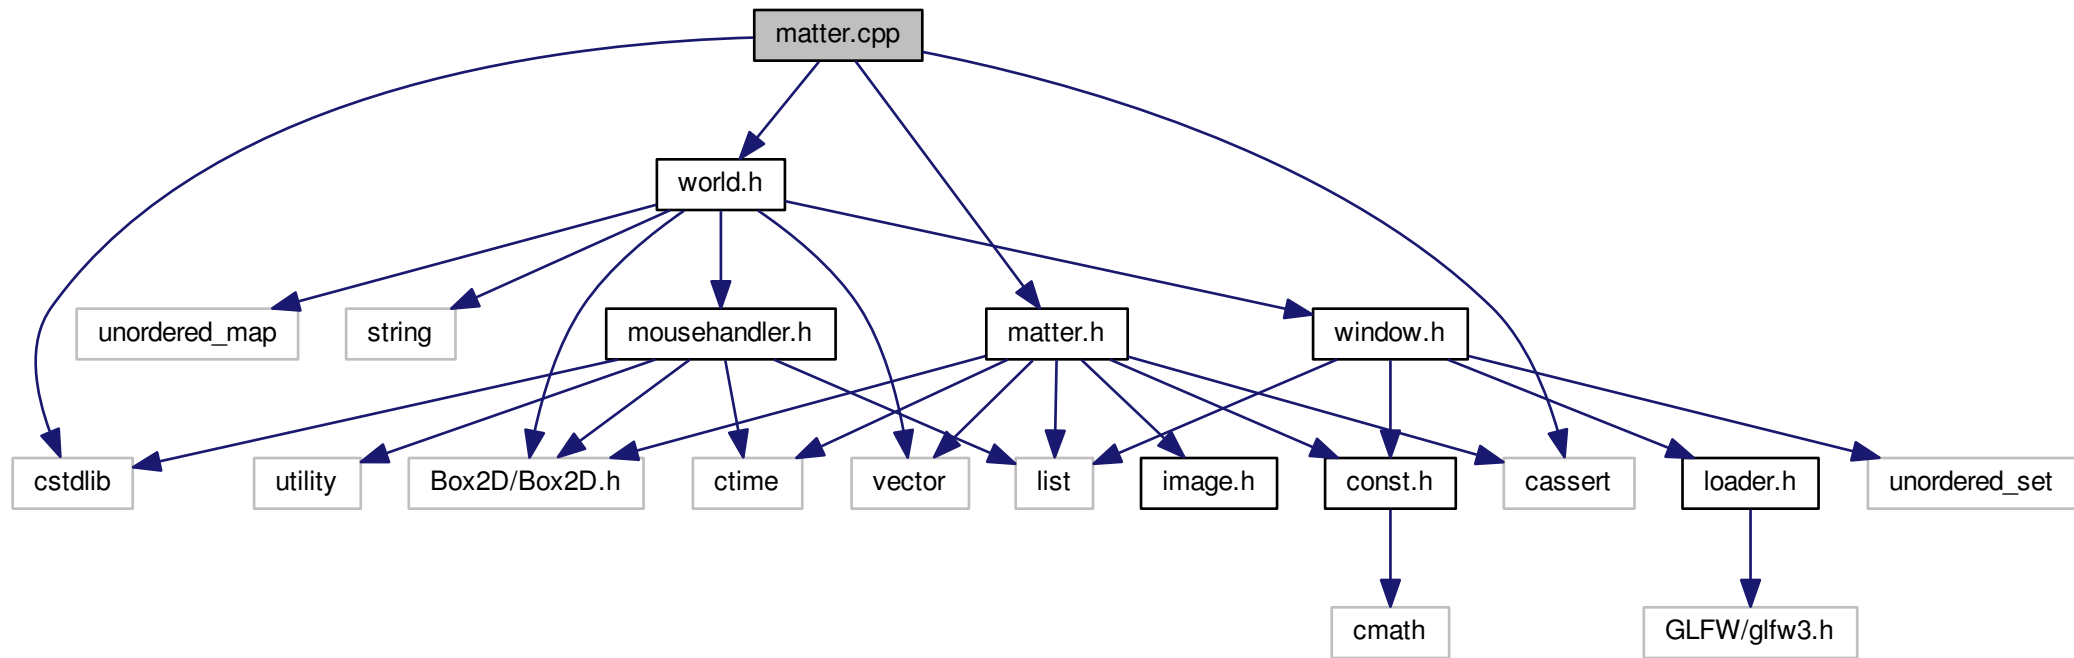 matter.cpp
world.h
unordered_map
string
mousehandler.h
matter.h
window.h
cstdlib
utility
Box2D/Box2D.h
ctime
vector
list
image.h
const.h
cassert
loader.h
unordered_set
cmath
GLFW/glfw3.h